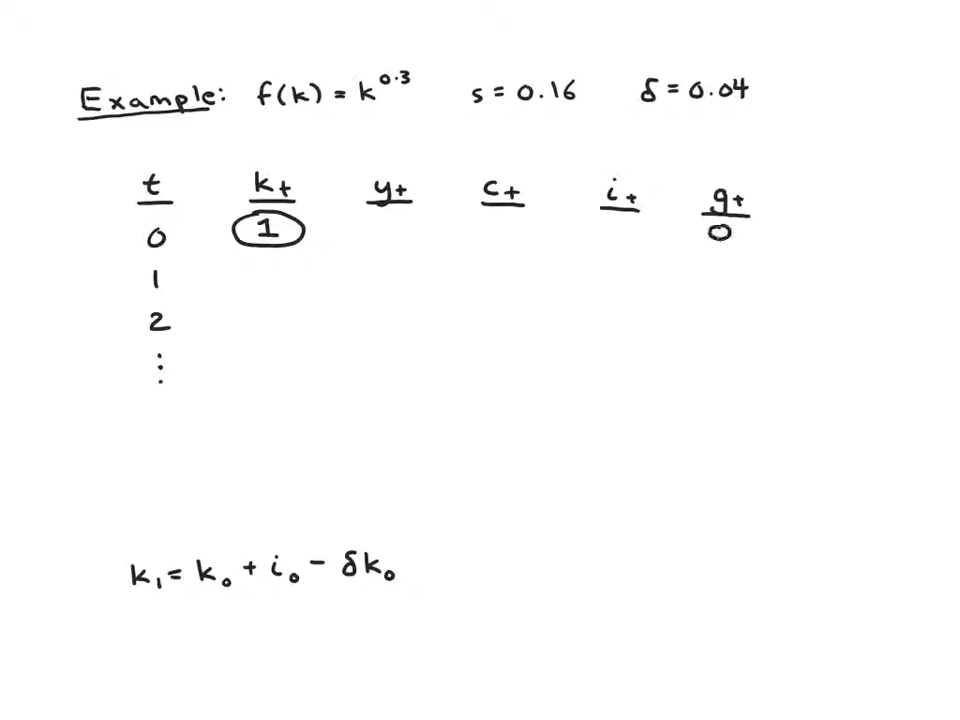 Example: f(k) = k^0.3 s = 0.16 δ = 0.04
t k_t y_t c_t i_t g_t
0 1 0
1
2
⋮
k_1 = k_0 + i_0 - δk_0